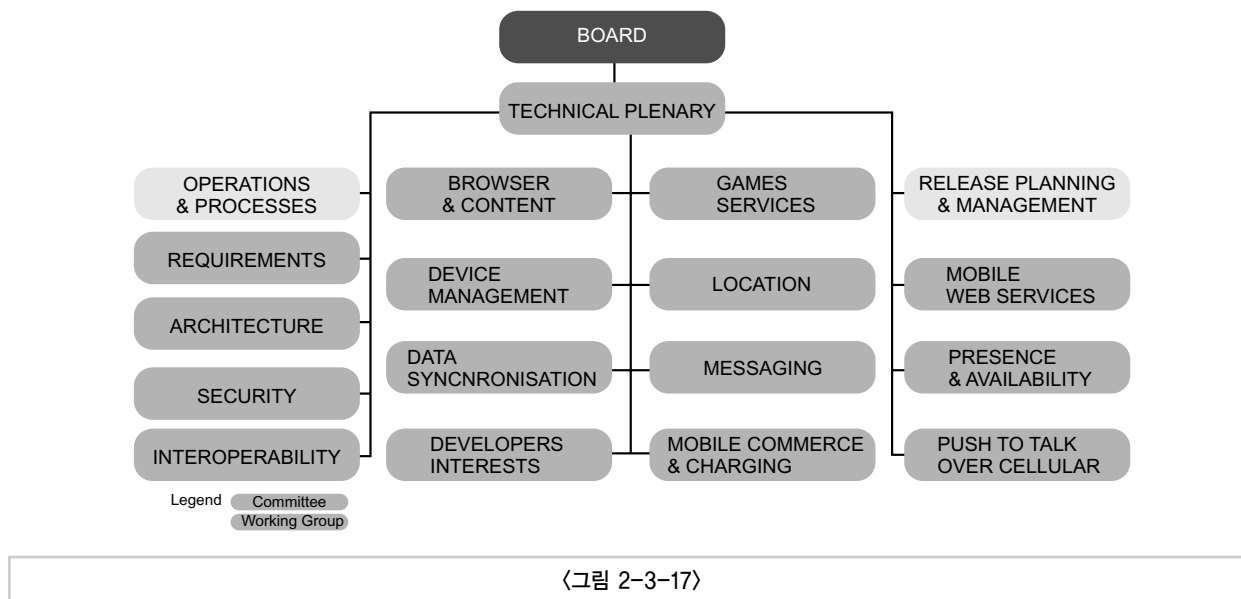 BOARD
TECHNICAL PLENARY
OPERATIONS
& PROCESSES
REQUIREMENTS
ARCHITECTURE
SECURITY
INTEROPERABILITY
BROWSER
& CONTENT
DEVICE
MANAGEMENT
DATA
SYNCNRONISATION
DEVELOPERS
INTERESTS
GAMES
SERVICES
LOCATION
MESSAGING
MOBILE COMMERCE
& CHARGING
RELEASE PLANNING
& MANAGEMENT
MOBILE
WEB SERVICES
PRESENCE
& AVAILABILITY
PUSH TO TALK
OVER CELLULAR
Legend Committee
Working Group
〈그림 2-3-17〉